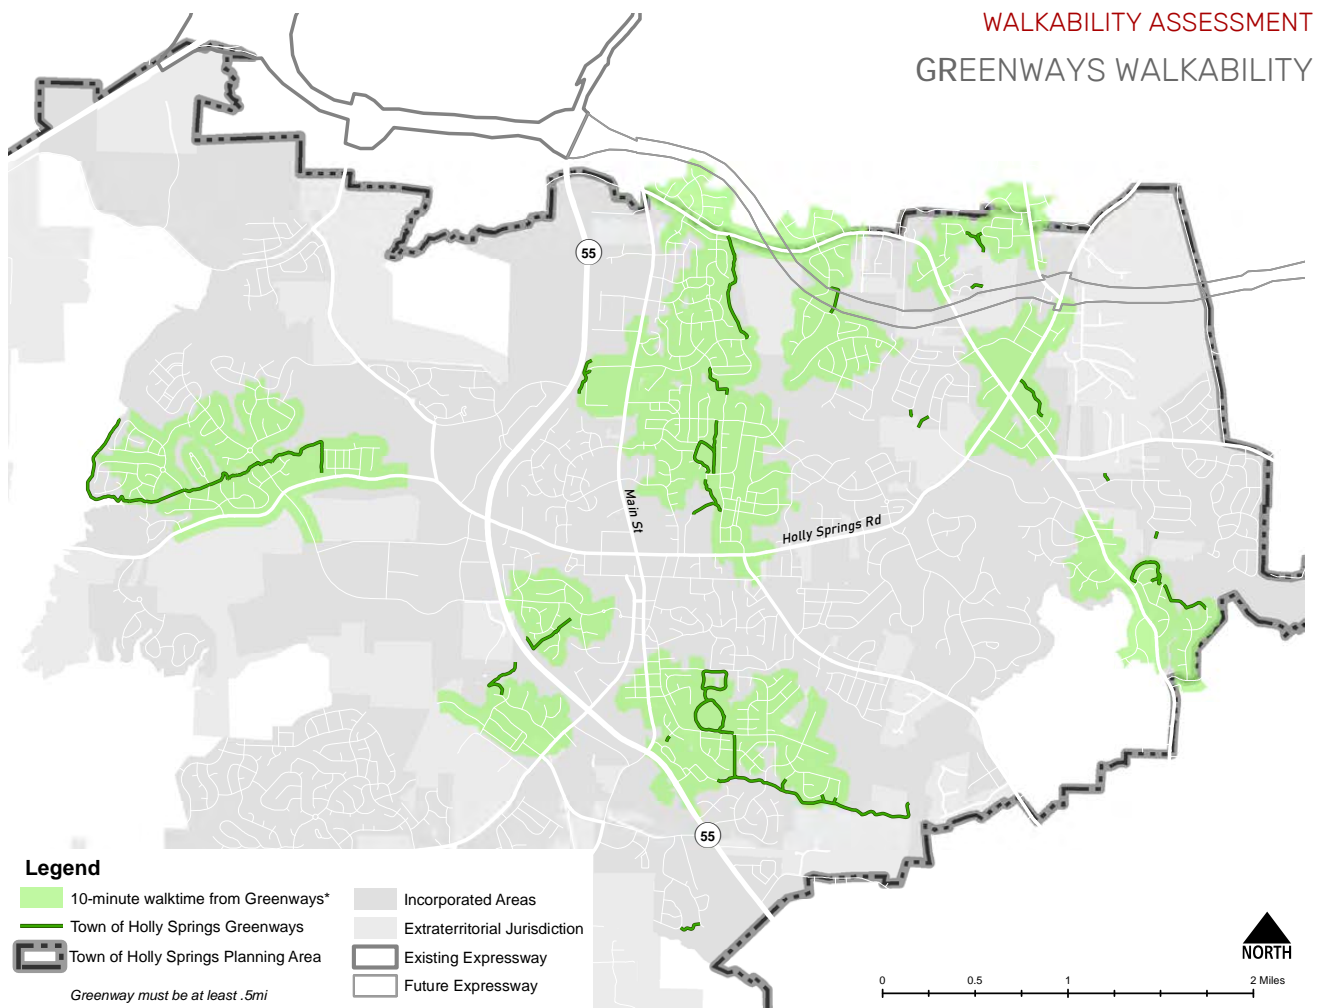 WALKABILITY ASSESSMENT
GREENWAYS WALKABILITY
55
Main St
Holly Springs Rd
55
Legend
10-minute walktime from Greenways*
Town of Holly Springs Greenways
Town of Holly Springs Planning Area
Greenway must be at least .5mi
Incorporated Areas
Extraterritorial Jurisdiction
Existing Expressway
Future Expressway
NORTH
0 0.5 1 2 Miles